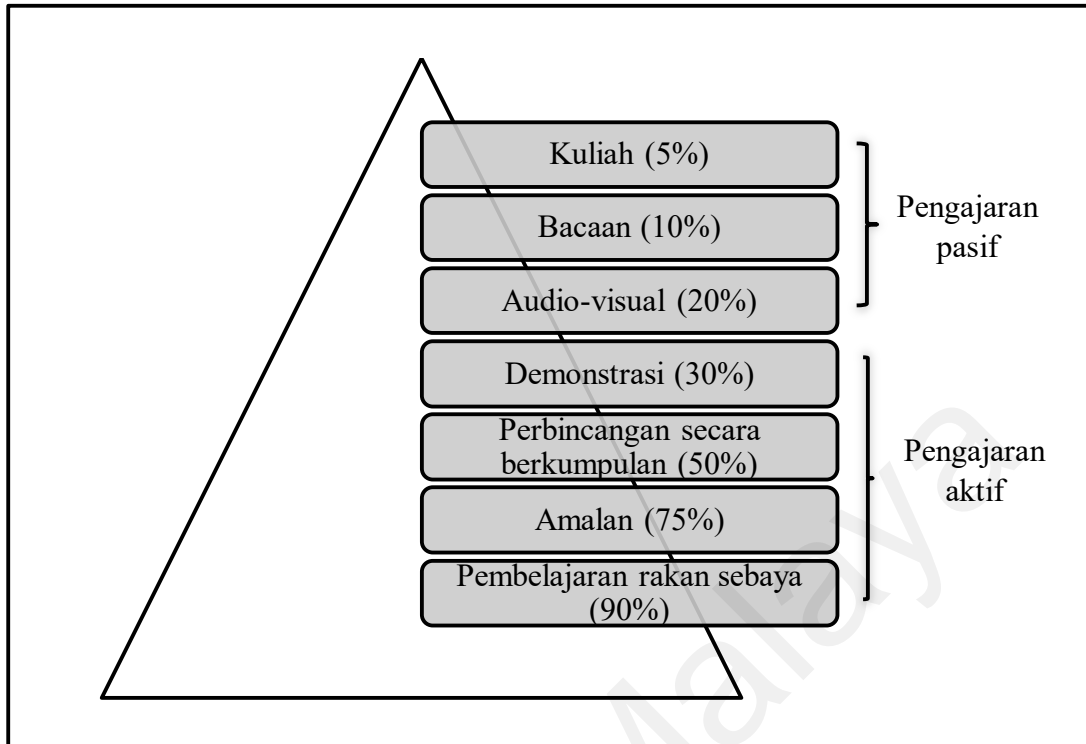 Kuliah (5%)
Bacaan (10%)
Audio-visual (20%)
Pengajaran
pasif
Demonstrasi (30%)
Perbincangan secara
berkumpulan (50%)
Amalan (75%)
Pembelajaran rakan sebaya
(90%)
Pengajaran
aktif
Malaya